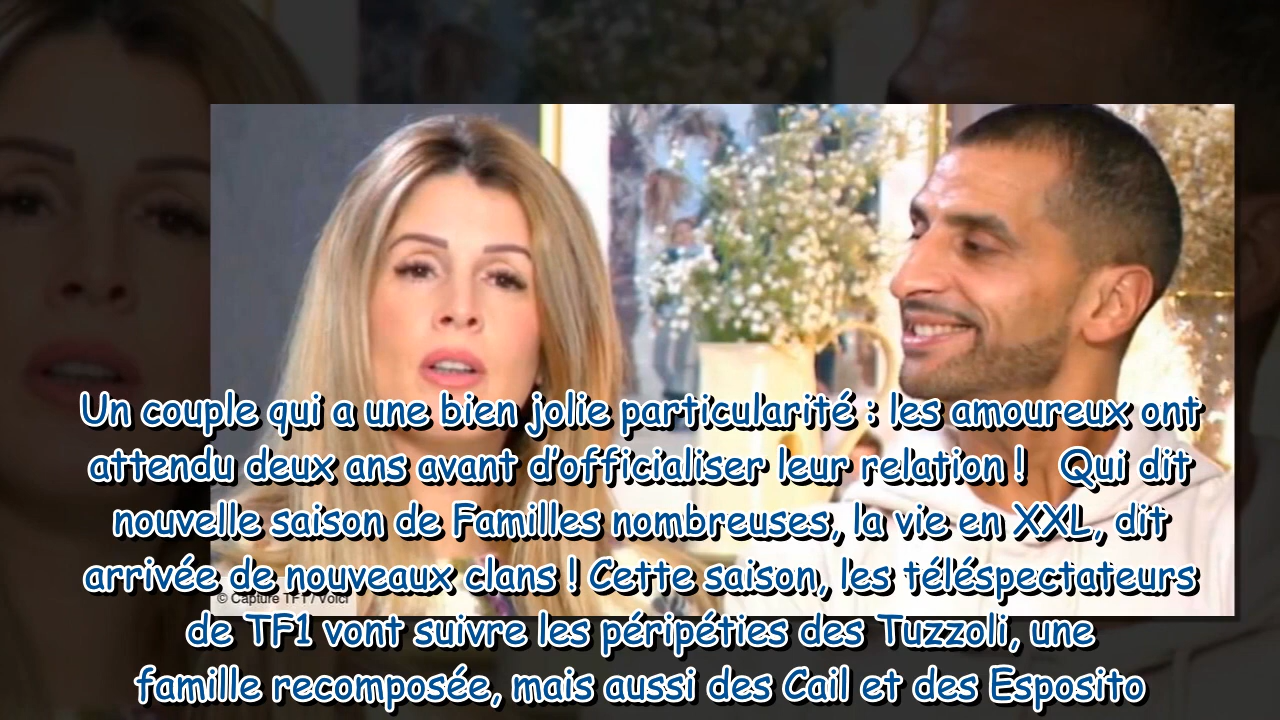 Un couple qui a une bien jolie particularité : les amoureux ont
attendu deux ans avant d'officialiser leur relation ! Qui dit
nouvelle saison de Familles nombreuses, la vie en XXL, dit
arrivée de nouveaux clans ! Cette saison, les téléspectateurs
© Capture TF1 / Voici
de TF1 vont suivre les péripéties des Tuzzoli, une
famille recomposée, mais aussi des Cail et des Esposito